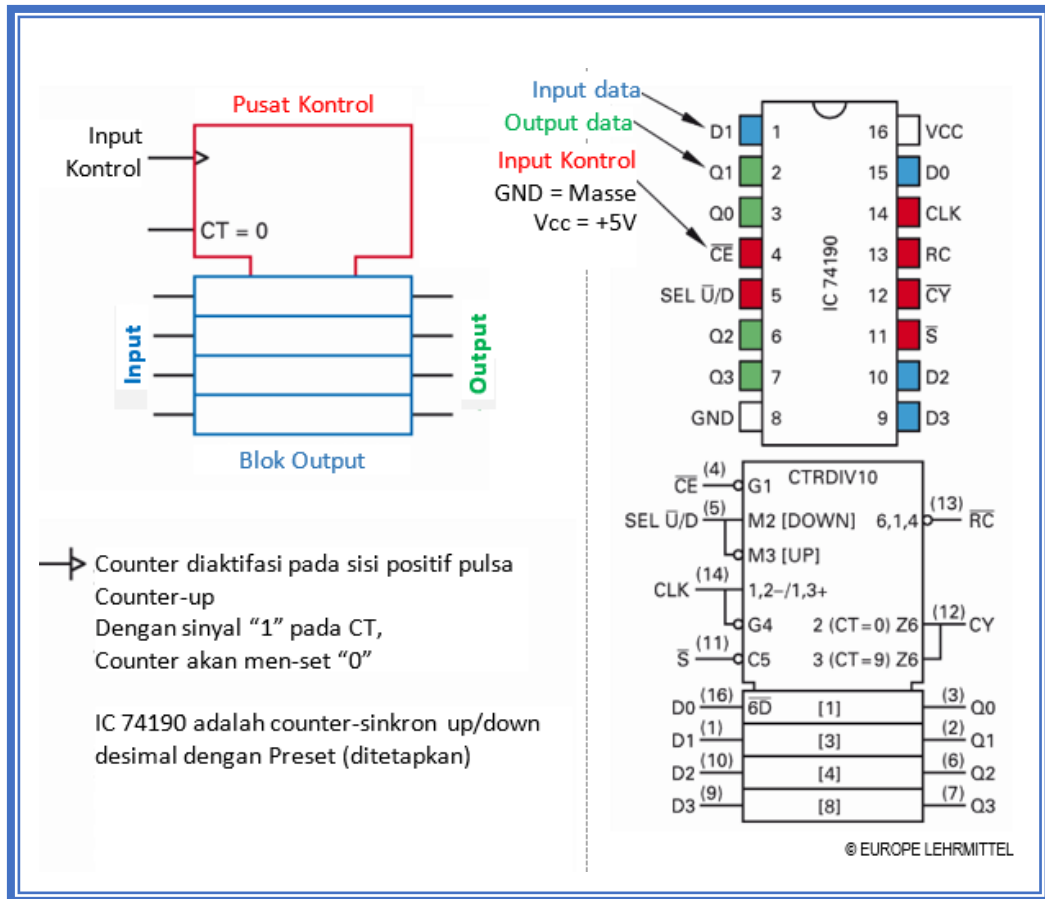 Pusat Kontrol
Input
Kontrol
CT = 0
Input
Output
Blok Output
Counter diaktifasi pada sisi positif pulsa
Counter-up
Dengan sinyal “1” pada CT,
Counter akan men-set “0”
IC 74190 adalah counter-sinkron up/down
desimal dengan Preset (ditetapkan)
Input data
Output data
Input Kontrol
GND = Masse
Vcc = +5V
D1 1 16 VCC
Q1 2 15 D0
Q0 3 14 CLK
C̅E̅ 4 13 RC
SEL U̅/D 5 12 C̅Y̅
Q2 6 11 S̅
Q3 7 10 D2
GND 8 9 D3
IC 74190
CTRDIV10
C̅E̅ (4) G1
SEL U̅/D (5) M2 [DOWN] 6,1,4 (13) R̅C̅
M3 [UP]
CLK (14) 1,2–/1,3+
G4 2 (CT=0) Z6 (12) CY
S̅ (11) C5 3 (CT=9) Z6
D0 (16) 6̅D̅ [1] (3) Q0
D1 (1) [3] (2) Q1
D2 (10) [4] (6) Q2
D3 (9) [8] (7) Q3
© EUROPE LEHRMITTEL